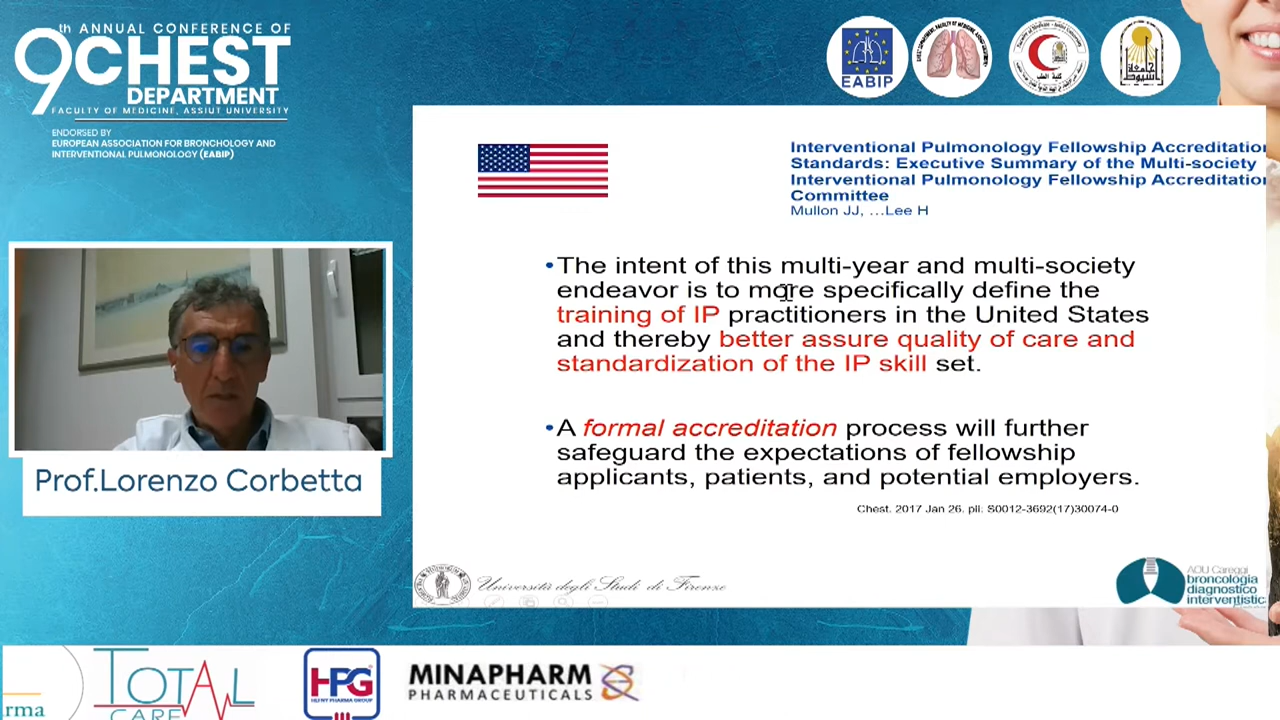 9th ANNUAL CONFERENCE OF
CHEST
DEPARTMENT
FACULTY OF MEDICINE, ASSIUT UNIVERSITY
ENDORSED BY
EUROPEAN ASSOCIATION FOR BRONCHOLOGY AND
INTERVENTIONAL PULMONOLOGY (EABIP)
EABIP
كلية الطب
جامعة
أسيوط
Interventional Pulmonology Fellowship Accreditation
Standards: Executive Summary of the Multi-society
Interventional Pulmonology Fellowship Accreditation
Committee
Mullon JJ, …Lee H
•The intent of this multi-year and multi-society
endeavor is to more specifically define the
training of IP practitioners in the United States
and thereby better assure quality of care and
standardization of the IP skill set.
•A formal accreditation process will further
safeguard the expectations of fellowship
applicants, patients, and potential employers.
Chest. 2017 Jan 26. pii: S0012-3692(17)30074-0
Università degli Studi di Firenze
AOU Careggi
broncologia
diagnostico
interventistic
Prof.Lorenzo Corbetta
rma
TOTAL
CARE
HPG
MINAPHARM
PHARMACEUTICALS